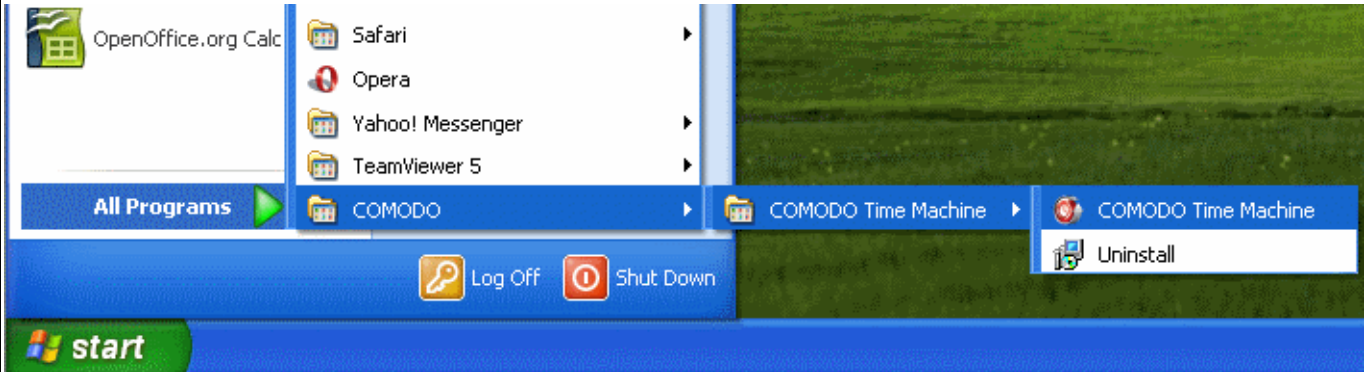 OpenOffice.org Calc
Safari
Opera
Yahoo! Messenger
TeamViewer 5
All Programs
COMODO
COMODO Time Machine
COMODO Time Machine
Uninstall
Log Off
Shut Down
start